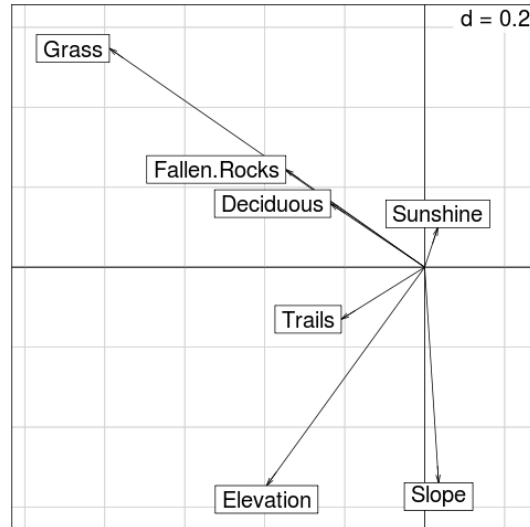 d = 0.2
Grass
Fallen.Rocks
Deciduous
Sunshine
Trails
Elevation
Slope